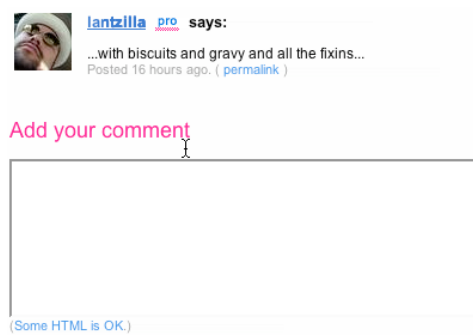 lantzilla pro says:
...with biscuits and gravy and all the fixins...
Posted 16 hours ago. ( permalink )
Add your comment
(Some HTML is OK.)